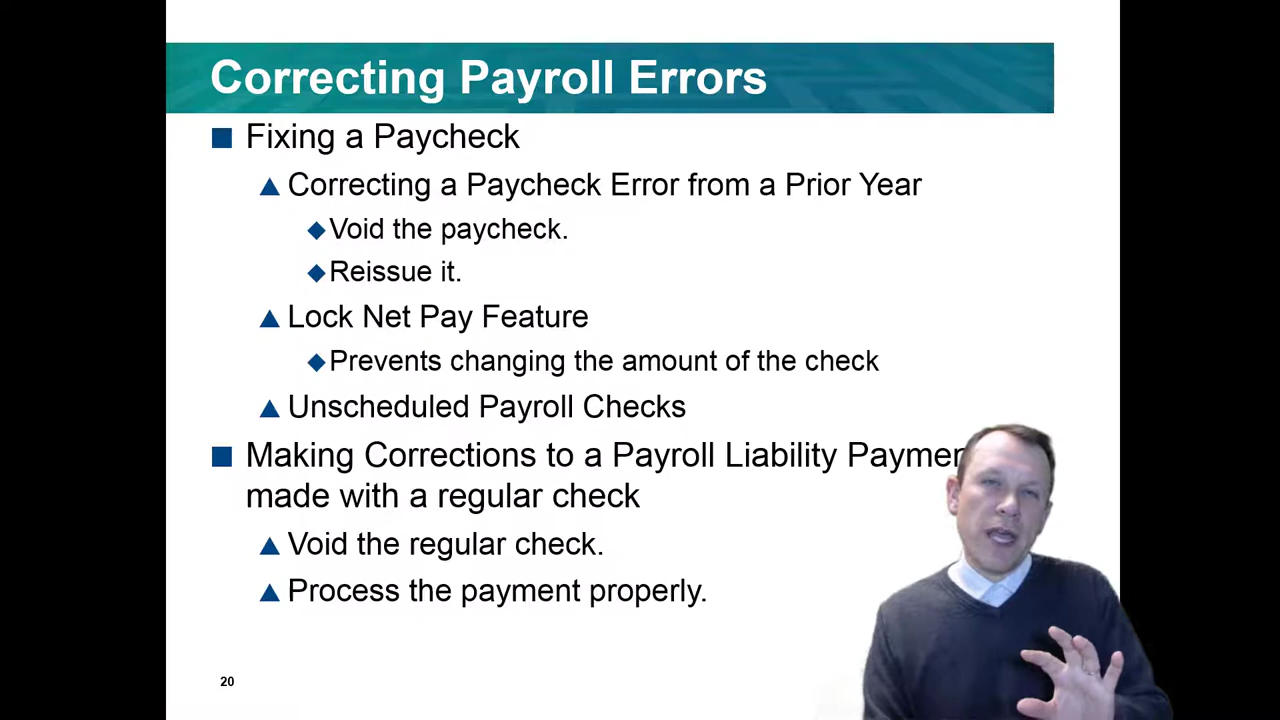 Correcting Payroll Errors
Fixing a Paycheck
Correcting a Paycheck Error from a Prior Year
Void the paycheck.
Reissue it.
Lock Net Pay Feature
Prevents changing the amount of the check
Unscheduled Payroll Checks
Making Corrections to a Payroll Liability
made with a regular check
Void the regular check.
Process the payment properly.
20